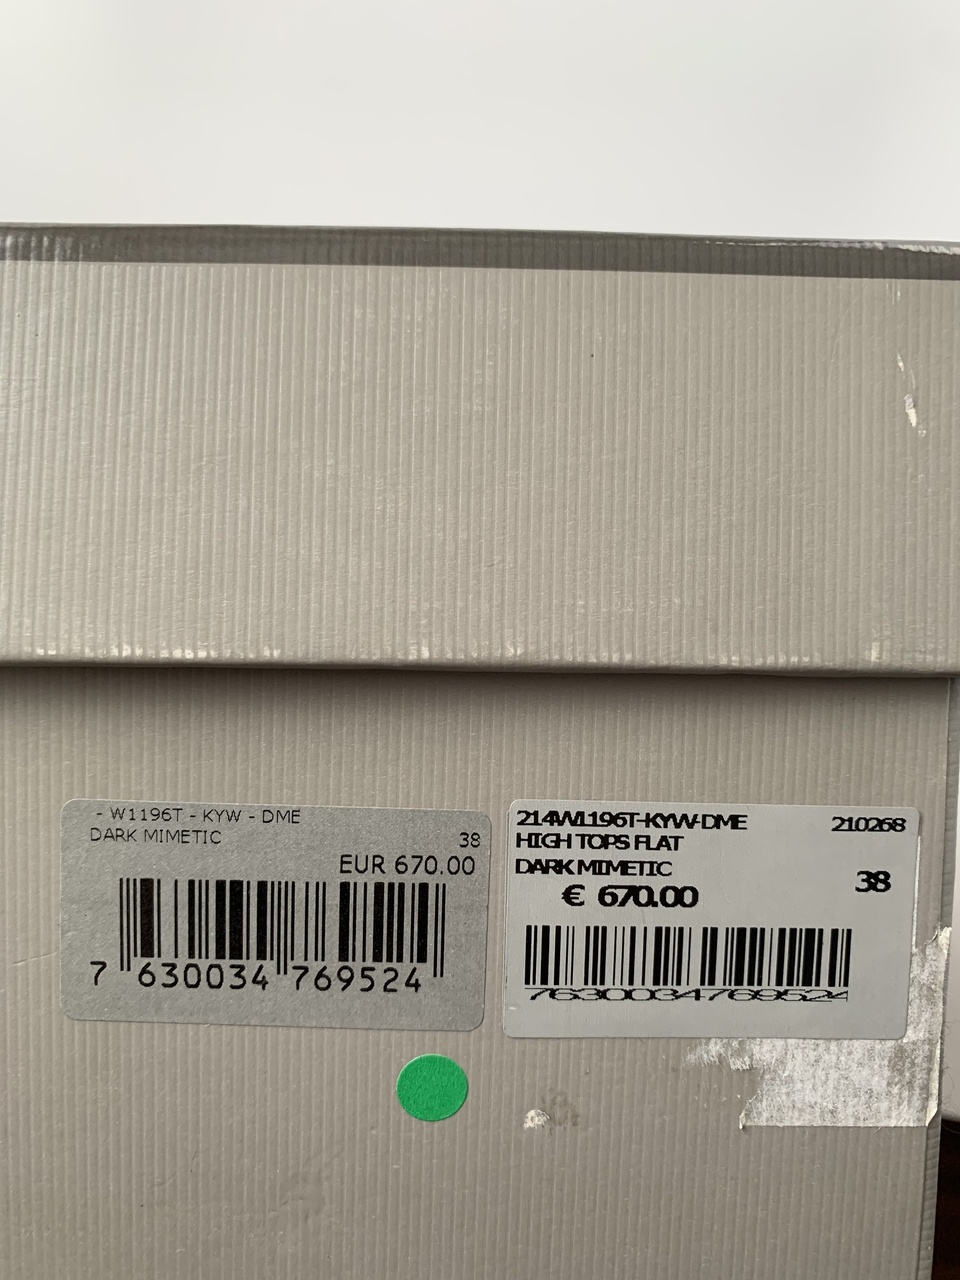 - W1196T - KYW - DME
DARK MIMETIC
38
EUR 670.00
7 630034 769524
214W1196T-KYW-DME
210268
HIGH TOPS FLAT
DARK MIMETIC
38
€ 670.00
7630034769524